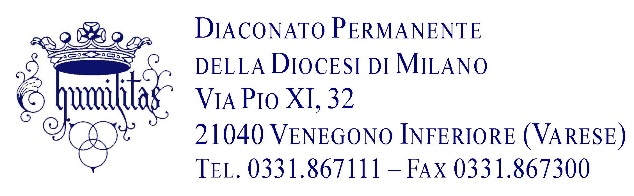 humilitas
DIACONATO PERMANENTE
DELLA DIOCESI DI MILANO
VIA PIO XI, 32
21040 VENEGONO INFERIORE (VARESE)
TEL. 0331.867111 – FAX 0331.867300